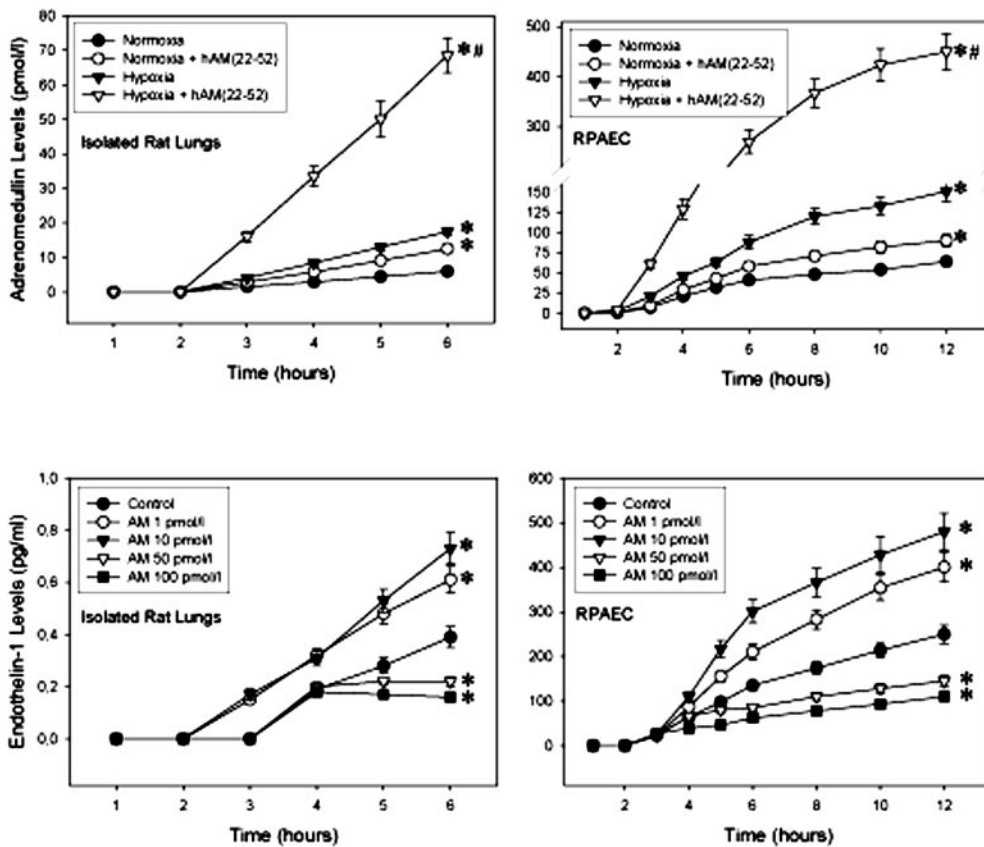 Adrenomedullin Levels (pmol/l)
80
70
60
50
40
30
20
10
0
Normoxia
Normoxia + hAM(22-52)
Hypoxia
Hypoxia + hAM(22-52)
Isolated Rat Lungs
*#
*
*
1 2 3 4 5 6
Time (hours)
500
400
300
150
125
100
75
50
25
0
Normoxia
Normoxia + hAM(22-52)
Hypoxia
Hypoxia + hAM(22-52)
RPAEC
*#
*
*
2 4 6 8 10 12
Time (hours)
Endothelin-1 Levels (pg/ml)
1,0
0,8
0,6
0,4
0,2
0,0
Control
AM 1 pmol/l
AM 10 pmol/l
AM 50 pmol/l
AM 100 pmol/l
Isolated Rat Lungs
*
*
*
*
1 2 3 4 5 6
Time (hours)
600
500
400
300
200
100
0
Control
AM 1 pmol/l
AM 10 pmol/l
AM 50 pmol/l
AM 100 pmol/l
RPAEC
*
*
*
*
2 4 6 8 10 12
Time (hours)